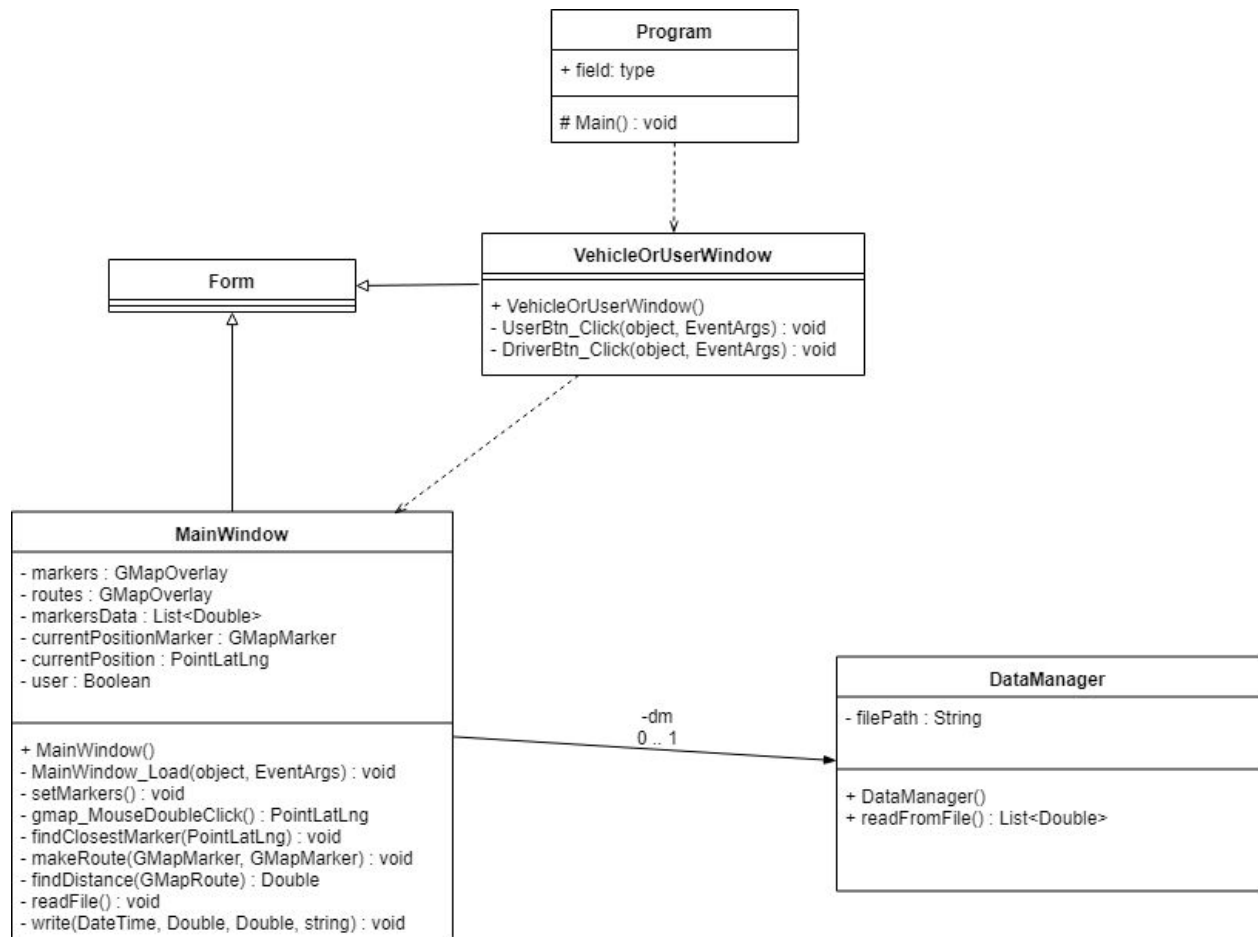 Program
+ field: type
# Main() : void
VehicleOrUserWindow
+ VehicleOrUserWindow()
- UserBtn_Click(object, EventArgs) : void
- DriverBtn_Click(object, EventArgs) : void
Form
MainWindow
- markers : GMapOverlay
- routes : GMapOverlay
- markersData : List<Double>
- currentPositionMarker : GMapMarker
- currentPosition : PointLatLng
- user : Boolean
+ MainWindow()
- MainWindow_Load(object, EventArgs) : void
- setMarkers() : void
- gmap_MouseDoubleClick() : PointLatLng
- findClosestMarker(PointLatLng) : void
- makeRoute(GMapMarker, GMapMarker) : void
- findDistance(GMapRoute) : Double
- readFile() : void
- write(DateTime, Double, Double, string) : void
-dm
0 .. 1
DataManager
- filePath : String
+ DataManager()
+ readFromFile() : List<Double>